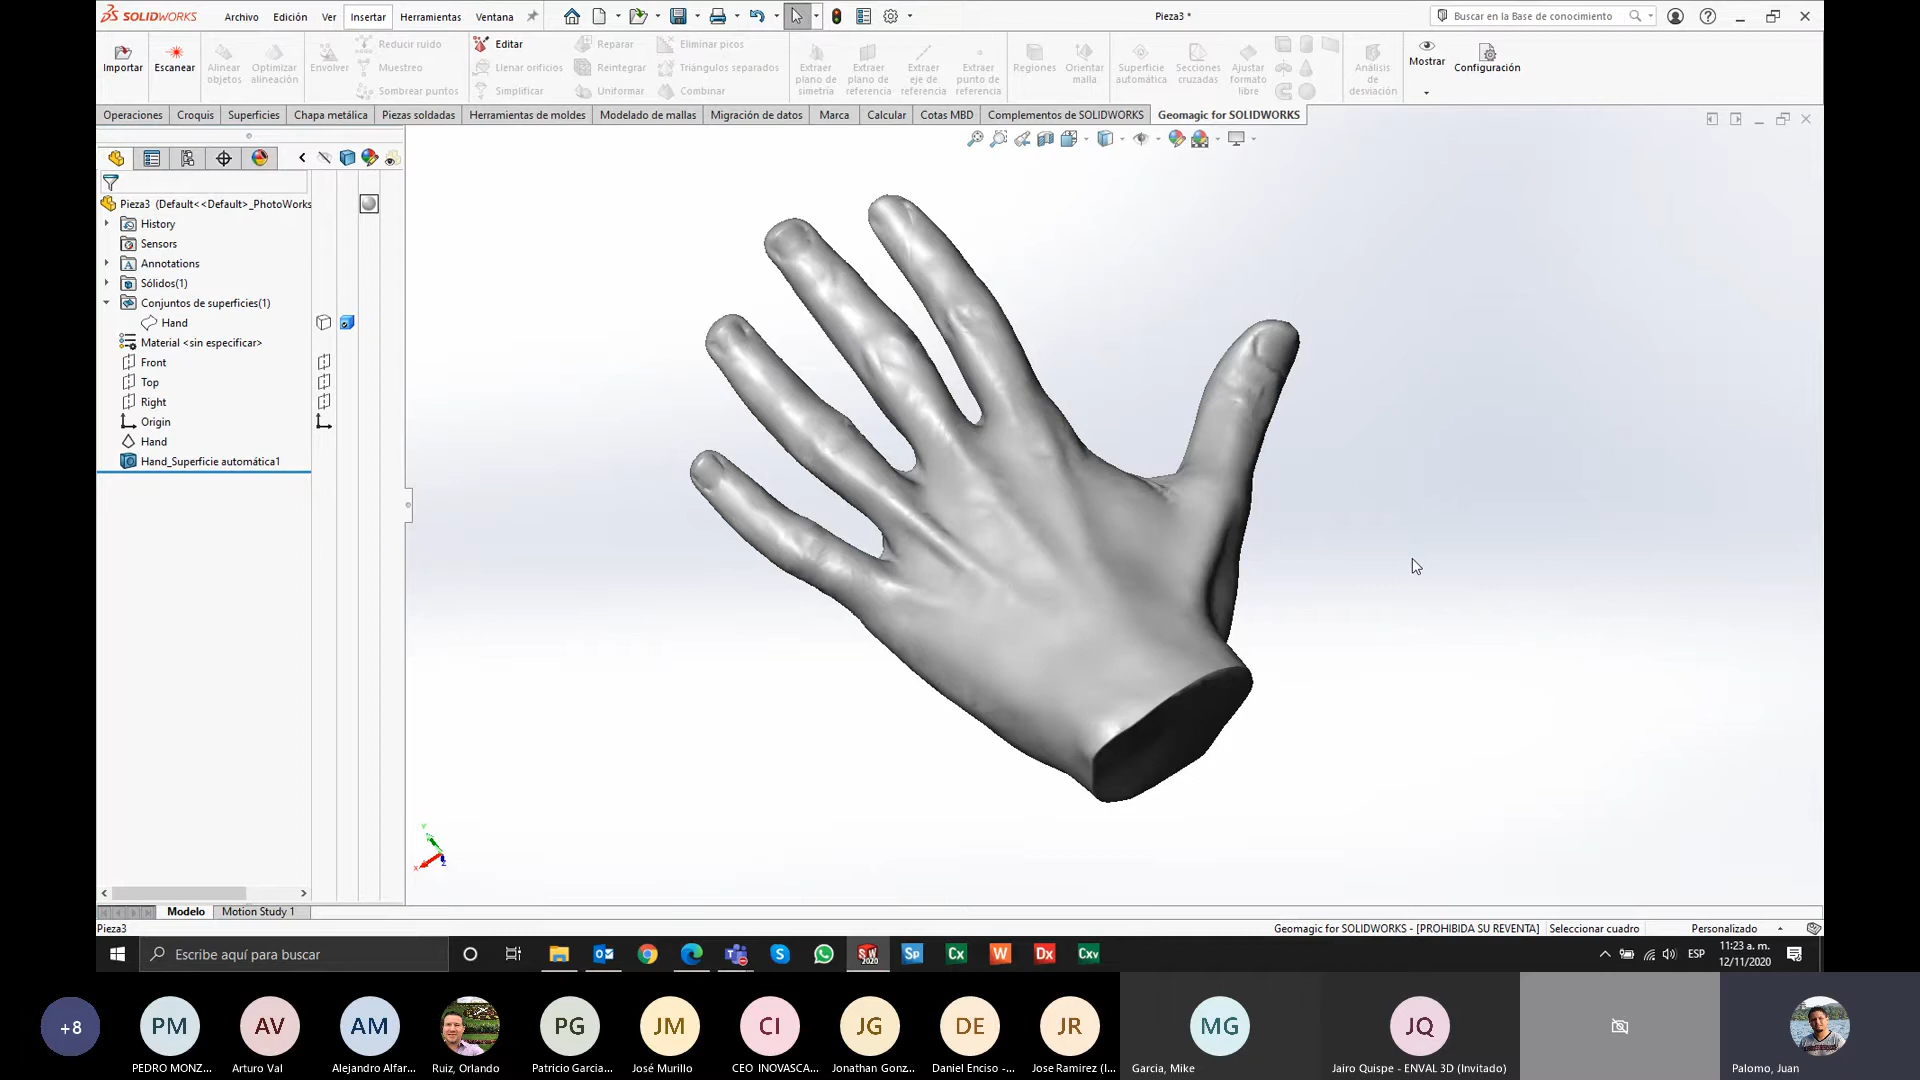 SOLIDWORKS
Archivo Edición Ver Insertar Herramientas Ventana
Pieza3 *
Buscar en la Base de conocimiento
Importar
Escanear
Alinear objetos
Optimizar alineación
Envolver
Reducir ruido
Muestreo
Sombrear puntos
Editar
Llenar orificios
Simplificar
Reparar
Reintegrar
Uniformar
Eliminar picos
Triángulos separados
Combinar
Extraer plano de simetría
Extraer plano de referencia
Extraer eje de referencia
Extraer punto de referencia
Regiones
Orientar malla
Superficie automática
Secciones cruzadas
Ajustar formato libre
Análisis de desviación
Mostrar
Configuración
Operaciones Croquis Superficies Chapa metálica Piezas soldadas Herramientas de moldes Modelado de mallas Migración de datos Marca Calcular Cotas MBD Complementos de SOLIDWORKS Geomagic for SOLIDWORKS
Pieza3 (Default<<Default>_PhotoWorks
History
Sensors
Annotations
Sólidos(1)
Conjuntos de superficies(1)
Hand
Material <sin especificar>
Front
Top
Right
Origin
Hand
Hand_Superficie automática1
Modelo Motion Study 1
Pieza3
Geomagic for SOLIDWORKS - [PROHIBIDA SU REVENTA] Seleccionar cuadro Personalizado
Escribe aquí para buscar
SW 2020
Sp
Cx
W
Dx
Cxv
ESP
11:23 a. m.
12/11/2020
+8 PM AV AM PG JM CI JG DE JR MG JQ
PEDRO MONZ... Arturo Val Alejandro Alfar... Ruiz, Orlando Patricio Garcia... José Murillo CEO INOVASCA... Jonathan Gonz... Daniel Enciso -... Jose Ramirez (I... Garcia, Mike Jairo Quispe - ENVAL 3D (Invitado) Palomo, Juan